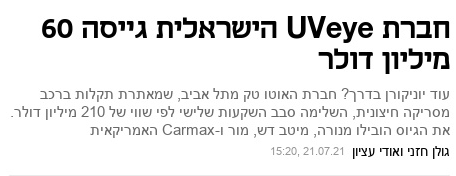 חברת UVeye הישראלית גייסה 60
מיליון דולר
עוד יוניקורן בדרך? חברת האוטו טק מתל אביב, שמאתרת תקלות ברכב
מסריקה חיצונית, השלימה סבב השקעות שלישי לפי שווי של 210 מיליון דולר.
את הגיוס הובילו מנורה, מיטב דש, מור ו-Carmax האמריקאית
גולן חזני ואודי עציון 21.07.21, 15:20